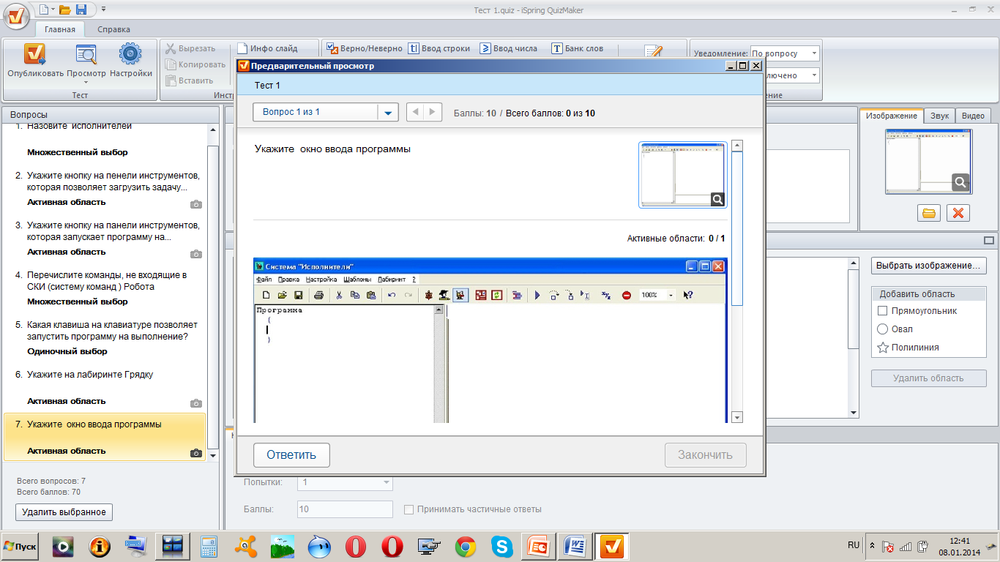 Тест 1.quiz - iSpring QuizMaker
Главная Справка
Опубликовать Просмотр Настройки
Тест
Вырезать
Копировать
Вставить
Инфо слайд
Верно/Неверно Ввод строки Ввод числа Банк слов
Уведомление: По вопросу
Предварительный просмотр
Тест 1
Вопрос 1 из 1
Баллы: 10 / Всего баллов: 0 из 10
Укажите окно ввода программы
Активные области: 0 / 1
Система "Исполнители"
Файл Правка Настройка Шаблоны Лабиринт ?
100%
Программа
{
}
Ответить
Закончить
Вопросы
1. Назовите исполнителей
Множественный выбор
2. Укажите кнопку на пенели инструментов,
которая позволяет загрузить задачу...
Активная область
3. Укажите кнопку на панели инструментов,
которая запускает программу на...
Активная область
4. Перечислите команды, не входящие в
СКИ (систему команд ) Робота
Множественный выбор
5. Какая клавиша на клавиатуре позволяет
запустить программу на выполнение?
Одиночный выбор
6. Укажите на лабиринте Грядку
Активная область
7. Укажите окно ввода программы
Активная область
Всего вопросов: 7
Всего баллов: 70
Удалить выбранное
Изображение Звук Видео
Выбрать изображение...
Добавить область
Прямоугольник
Овал
Полилиния
Удалить область
Попытки: 1
Баллы: 10
Принимать частичные ответы
Пуск
RU
12:41
08.01.2014